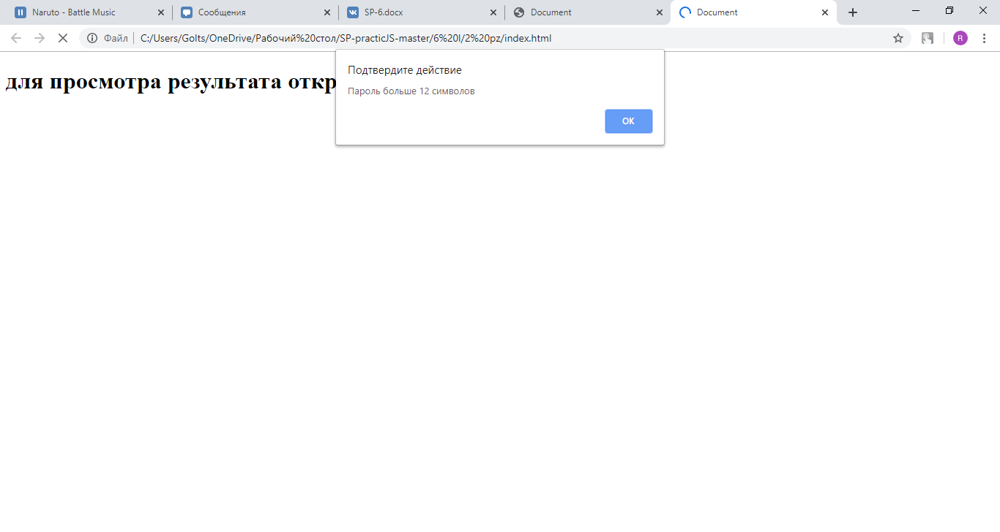 Naruto - Battle Music
Сообщения
SP-6.docx
Document
Document
Файл
C:/Users/Golts/OneDrive/Рабочий%20стол/SP-practicJS-master/6%20l/2%20pz/index.html
R
для просмотра результата откр
Подтвердите действие
Пароль больше 12 символов
ОК